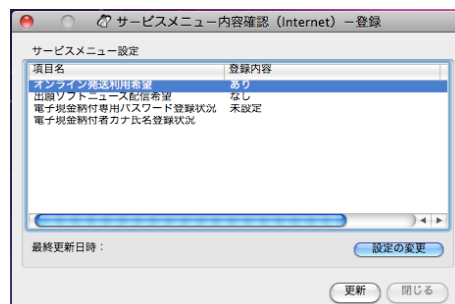 サービスメニュー内容確認（Internet）－登録
サービスメニュー設定
項目名 登録内容
オンライン発送利用希望 あり
出願ソフトニュース配信希望 なし
電子現金納付専用パスワード登録状況 未設定
電子現金納付者カナ氏名登録状況
最終更新日時：
設定の変更
更新 閉じる